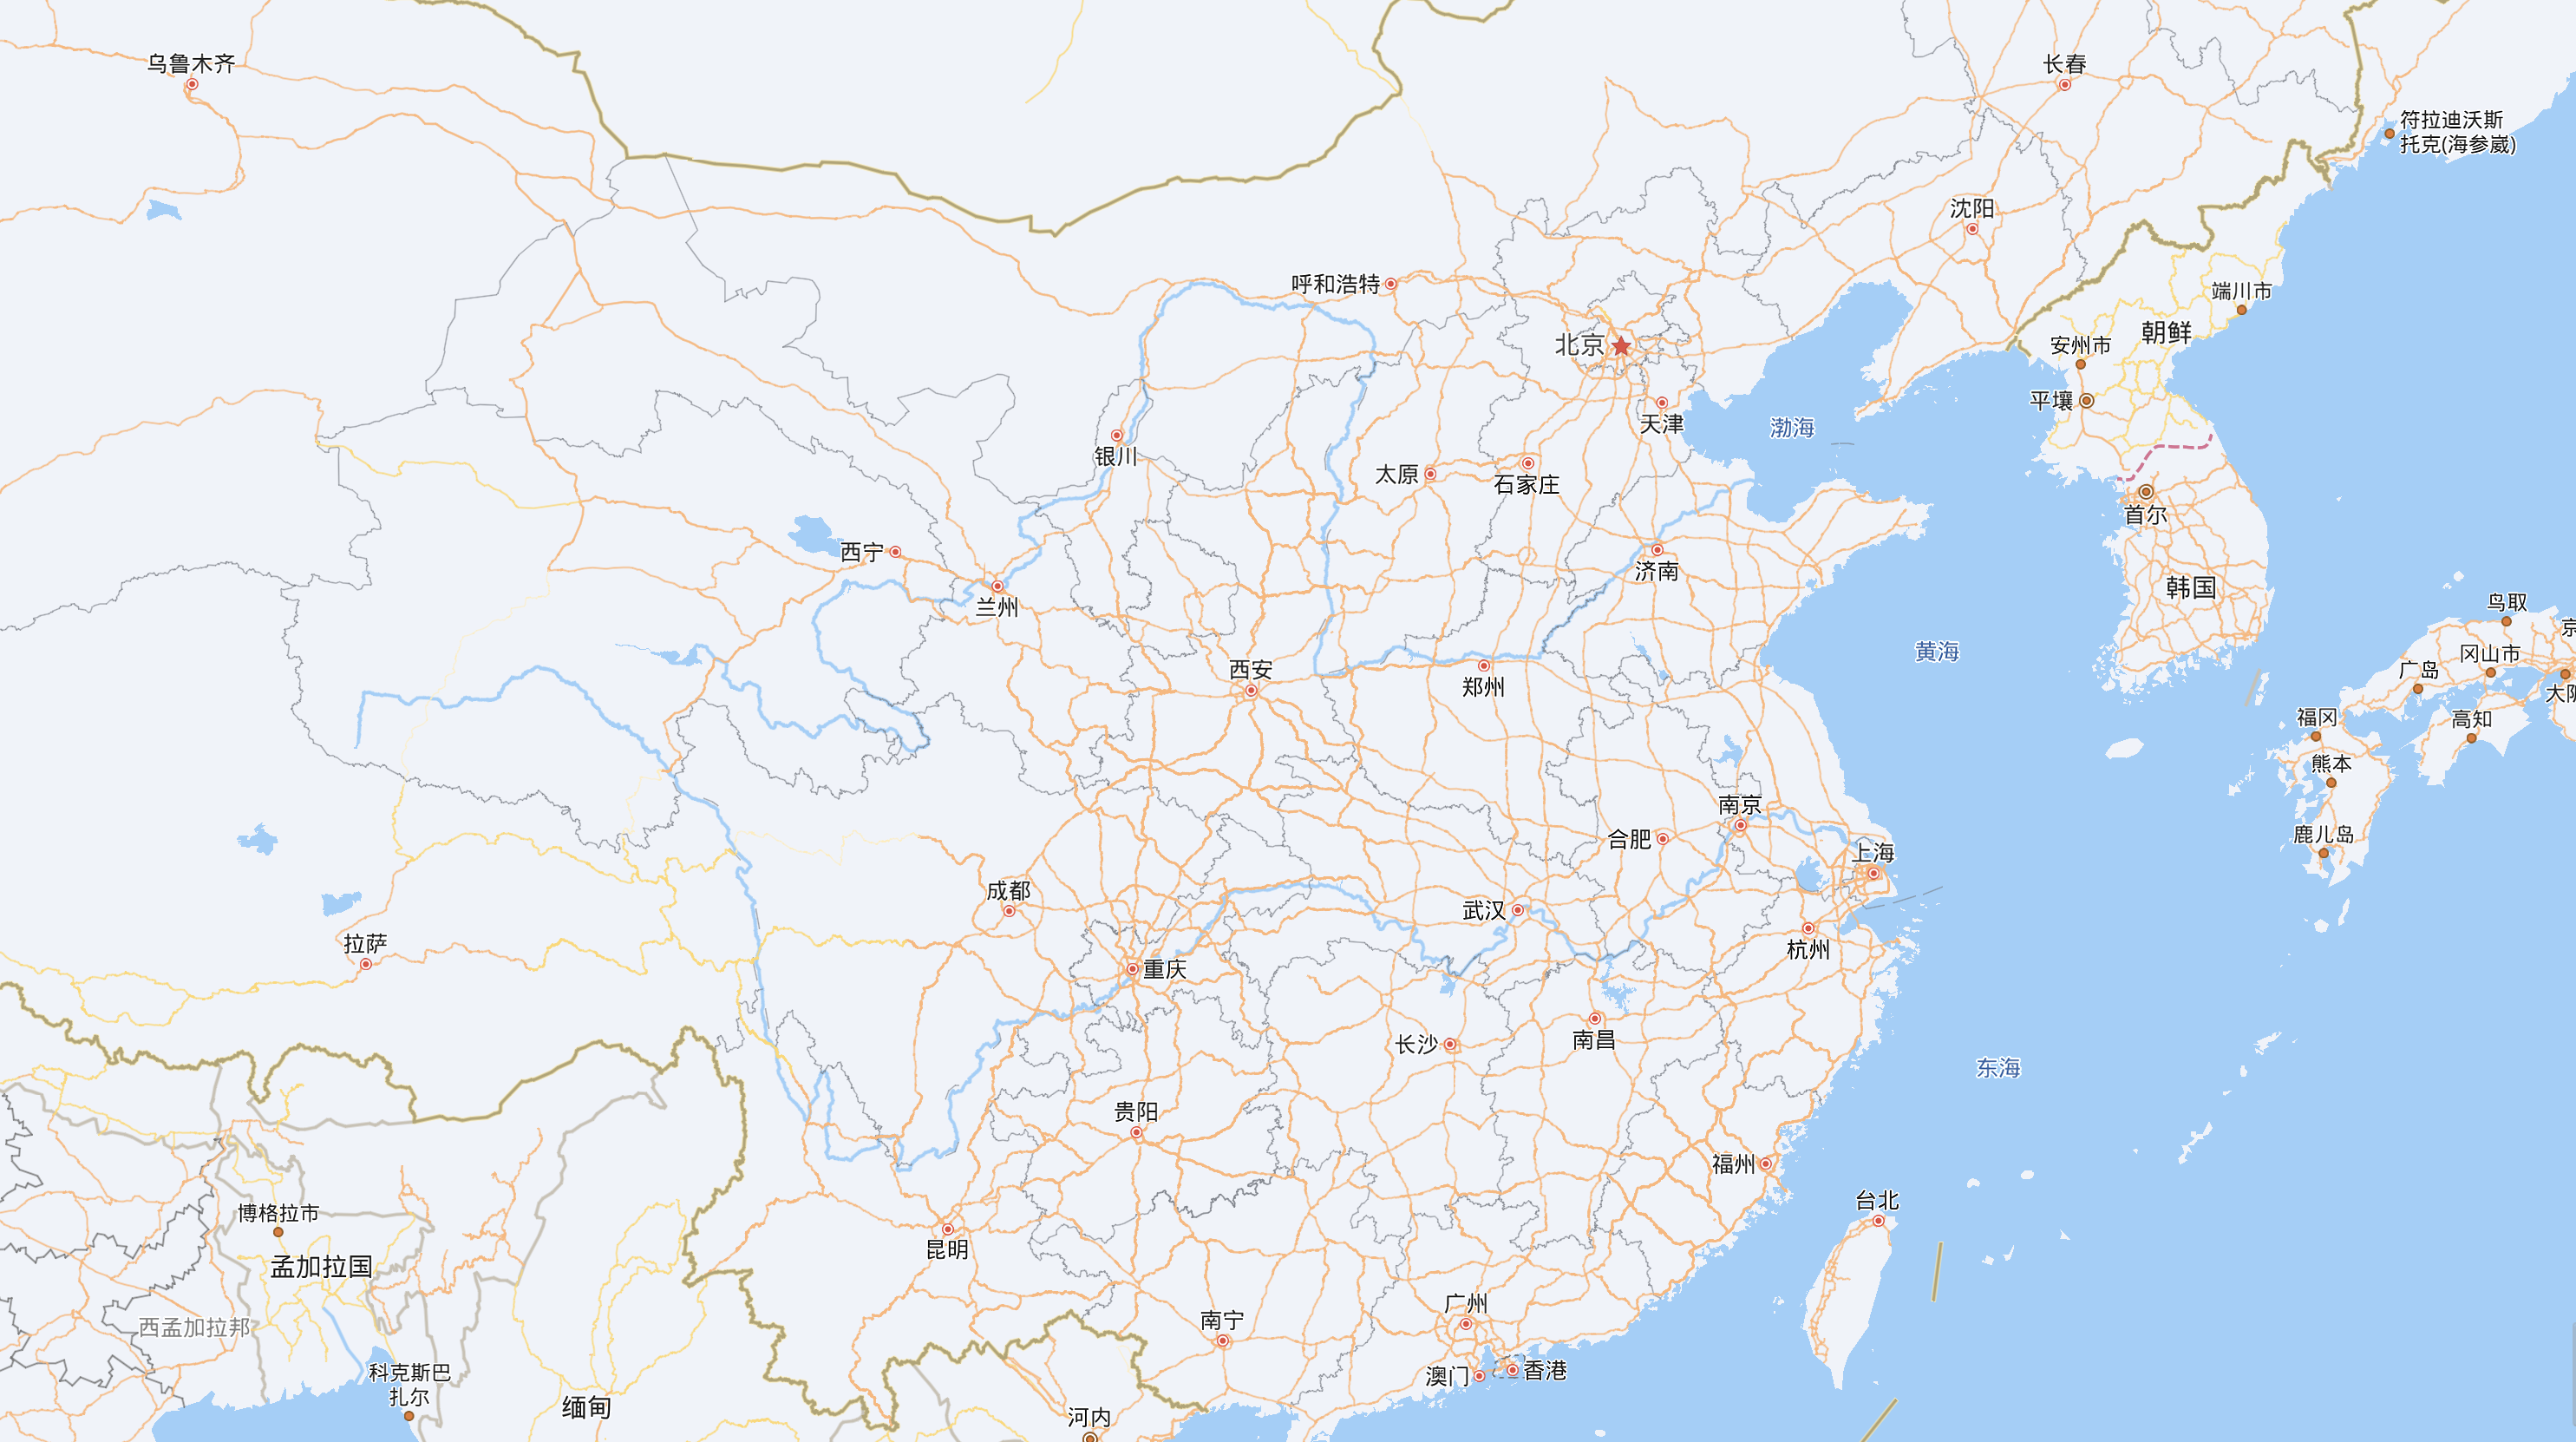 乌鲁木齐
长春
符拉迪沃斯
托克(海参崴)
沈阳
呼和浩特
端川市
朝鲜
北京
安州市
平壤
天津
渤海
银川
太原
石家庄
首尔
西宁
济南
兰州
韩国
鸟取
京
黄海
冈山市
西安
广岛
郑州
大阪
福冈
高知
熊本
南京
合肥
鹿儿岛
上海
成都
武汉
拉萨
杭州
重庆
南昌
长沙
东海
贵阳
福州
台北
博格拉市
昆明
孟加拉国
广州
南宁
西孟加拉邦
科克斯巴
扎尔
澳门
香港
缅甸
河内